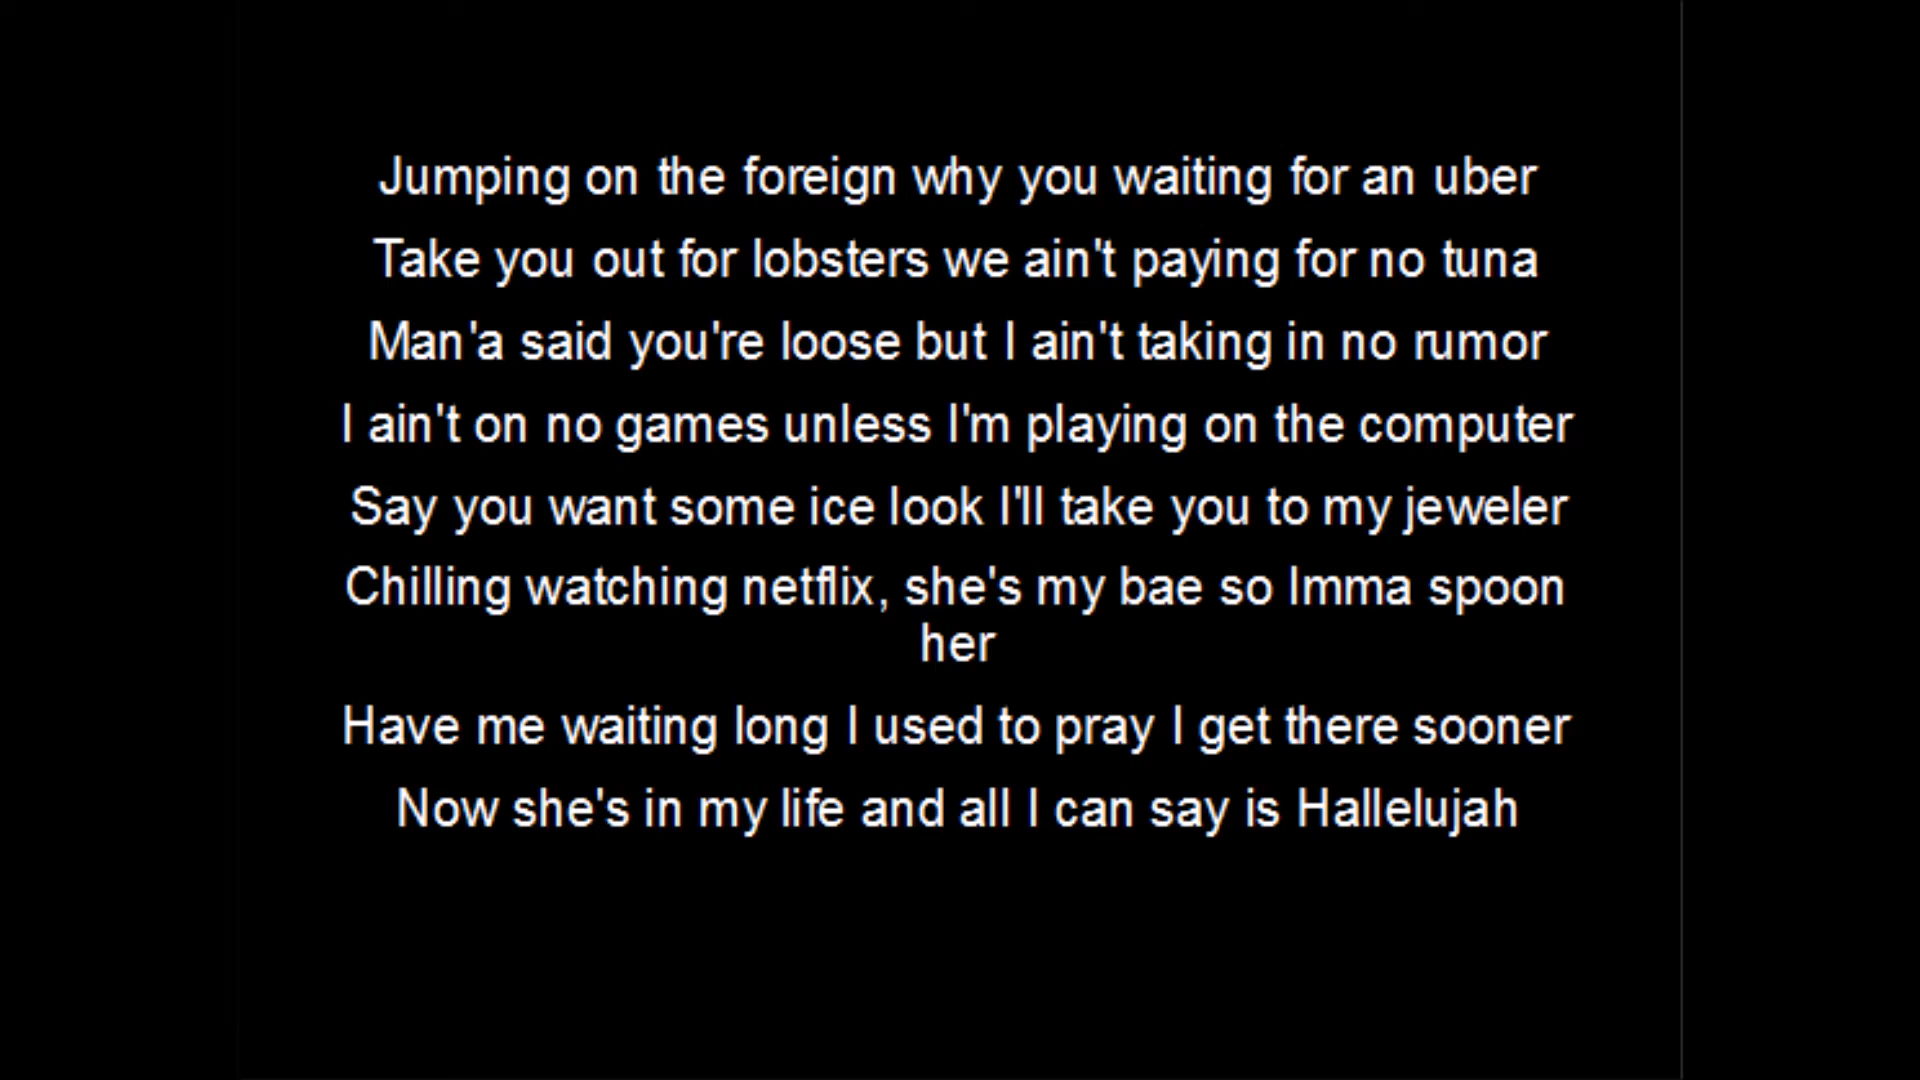 Jumping on the foreign why you waiting for an uber
Take you out for lobsters we ain't paying for no tuna
Man'a said you're loose but I ain't taking in no rumor
I ain't on no games unless I'm playing on the computer
Say you want some ice look I'll take you to my jeweler
Chilling watching netflix, she's my bae so Imma spoon
her
Have me waiting long I used to pray I get there sooner
Now she's in my life and all I can say is Hallelujah